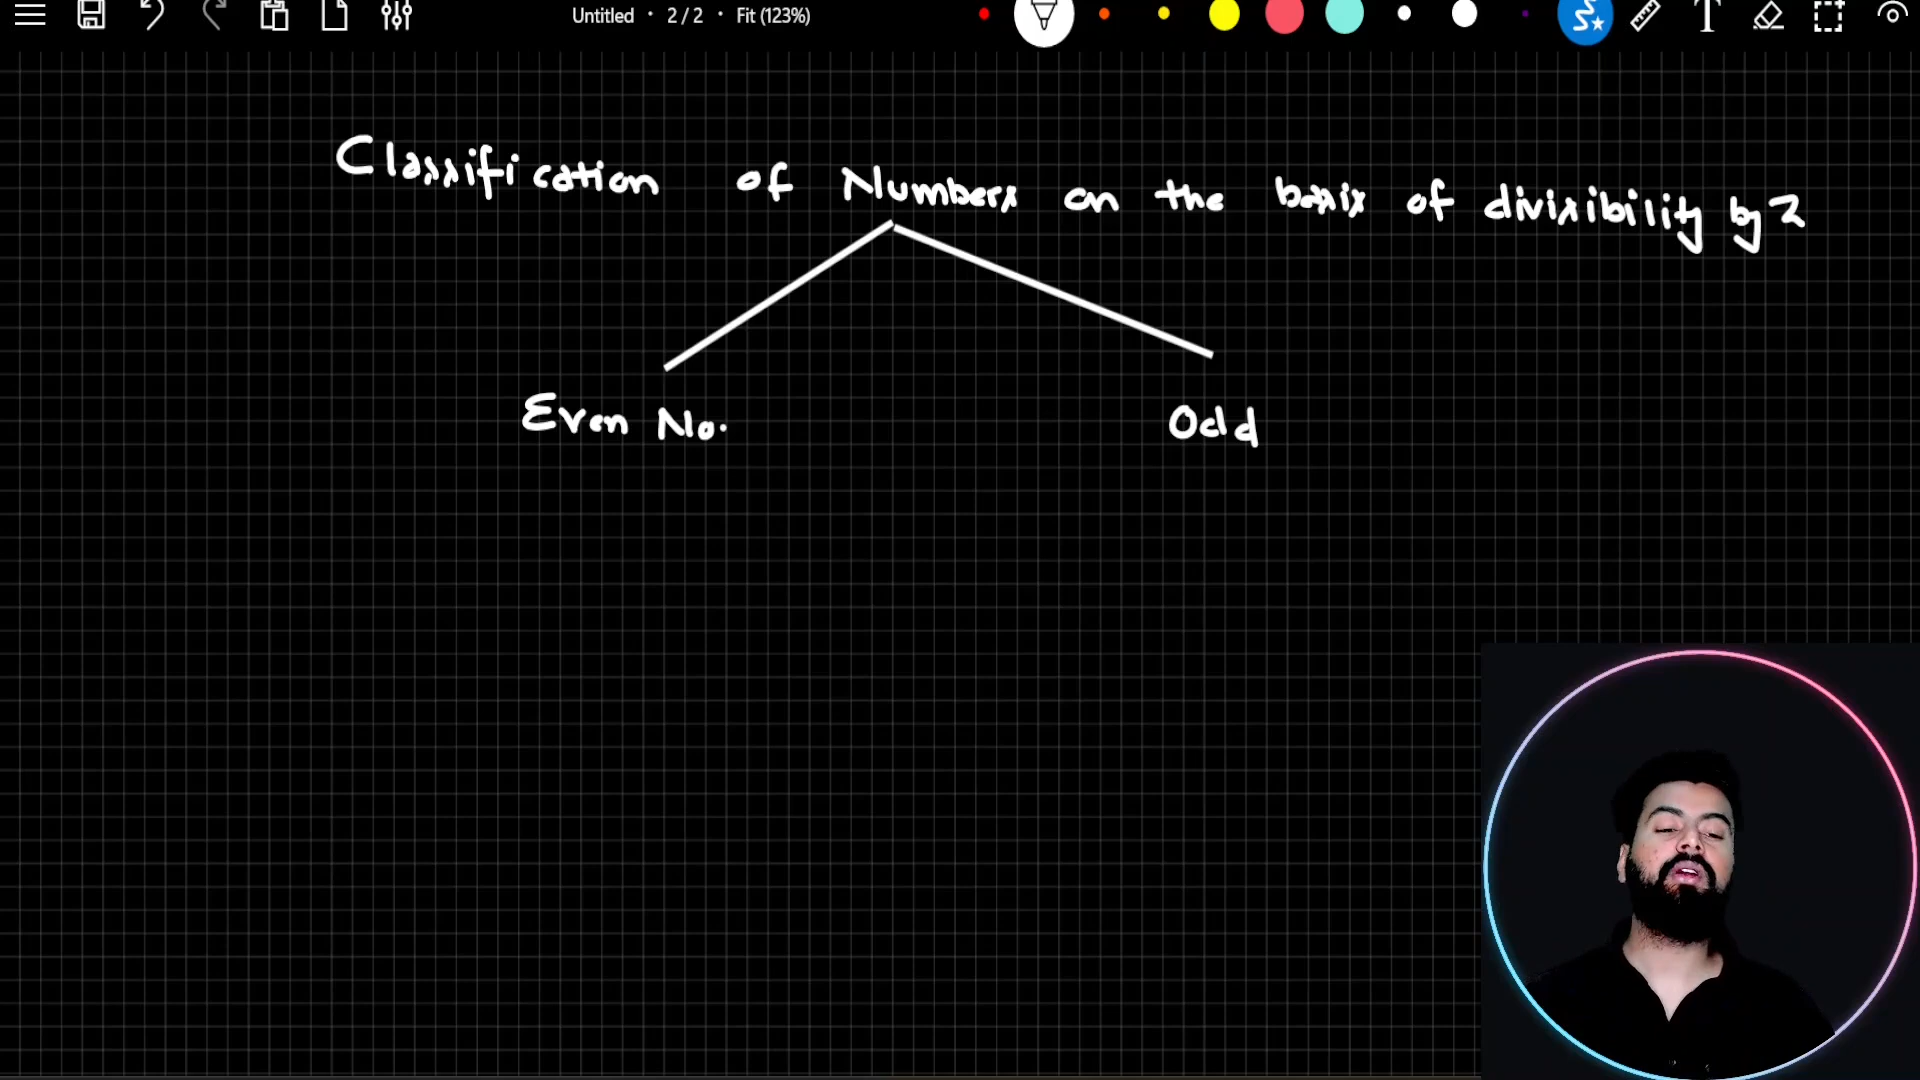 Untitled • 2 / 2 • Fit (123%)
T
Classification of Numbers on the basis of divisibility by 2
Even No. Odd